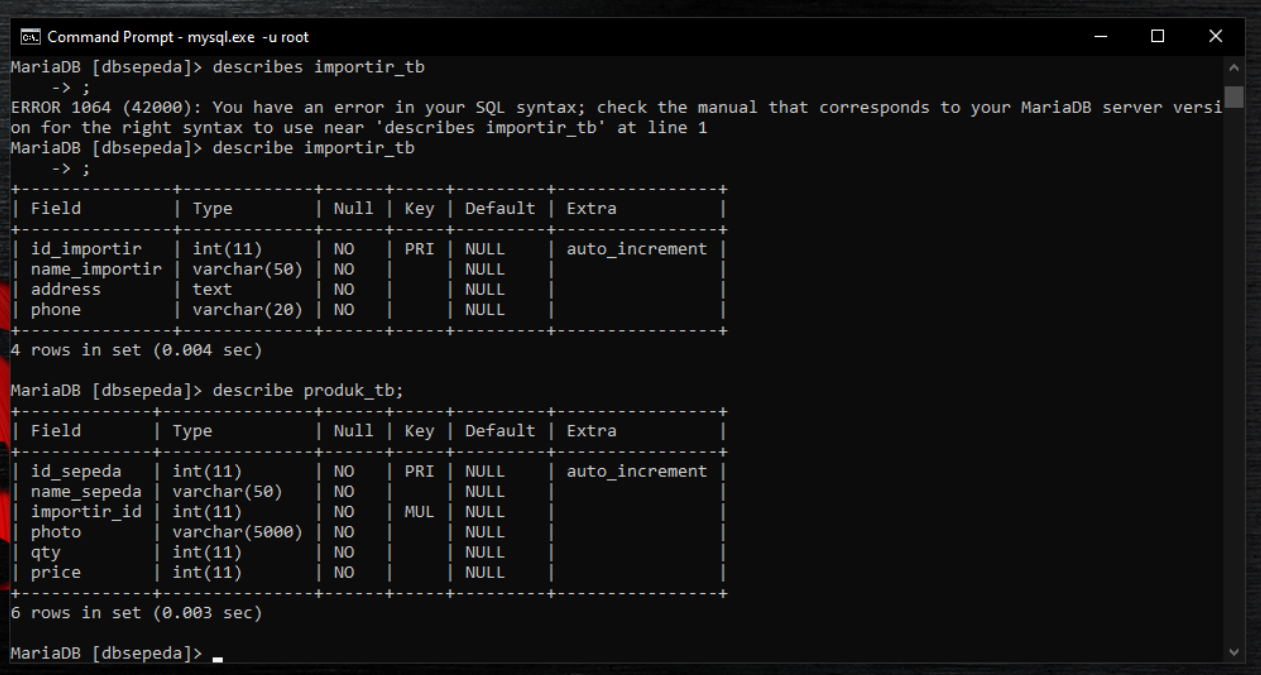 Command Prompt - mysql.exe -u root
MariaDB [dbsepeda]> describes importir_tb
    -> ;
ERROR 1064 (42000): You have an error in your SQL syntax; check the manual that corresponds to your MariaDB server versi
on for the right syntax to use near 'describes importir_tb' at line 1
MariaDB [dbsepeda]> describe importir_tb
    -> ;
+---------------+-------------+------+-----+---------+----------------+
| Field         | Type        | Null | Key | Default | Extra          |
+---------------+-------------+------+-----+---------+----------------+
| id_importir   | int(11)     | NO   | PRI | NULL    | auto_increment |
| name_importir | varchar(50) | NO   |     | NULL    |                |
| address       | text        | NO   |     | NULL    |                |
| phone         | varchar(20) | NO   |     | NULL    |                |
+---------------+-------------+------+-----+---------+----------------+
4 rows in set (0.004 sec)
MariaDB [dbsepeda]> describe produk_tb;
+-------------+---------------+------+-----+---------+----------------+
| Field       | Type          | Null | Key | Default | Extra          |
+-------------+---------------+------+-----+---------+----------------+
| id_sepeda   | int(11)       | NO   | PRI | NULL    | auto_increment |
| name_sepeda | varchar(50)   | NO   |     | NULL    |                |
| importir_id | int(11)       | NO   | MUL | NULL    |                |
| photo       | varchar(5000) | NO   |     | NULL    |                |
| qty         | int(11)       | NO   |     | NULL    |                |
| price       | int(11)       | NO   |     | NULL    |                |
+-------------+---------------+------+-----+---------+----------------+
6 rows in set (0.003 sec)
MariaDB [dbsepeda]> _